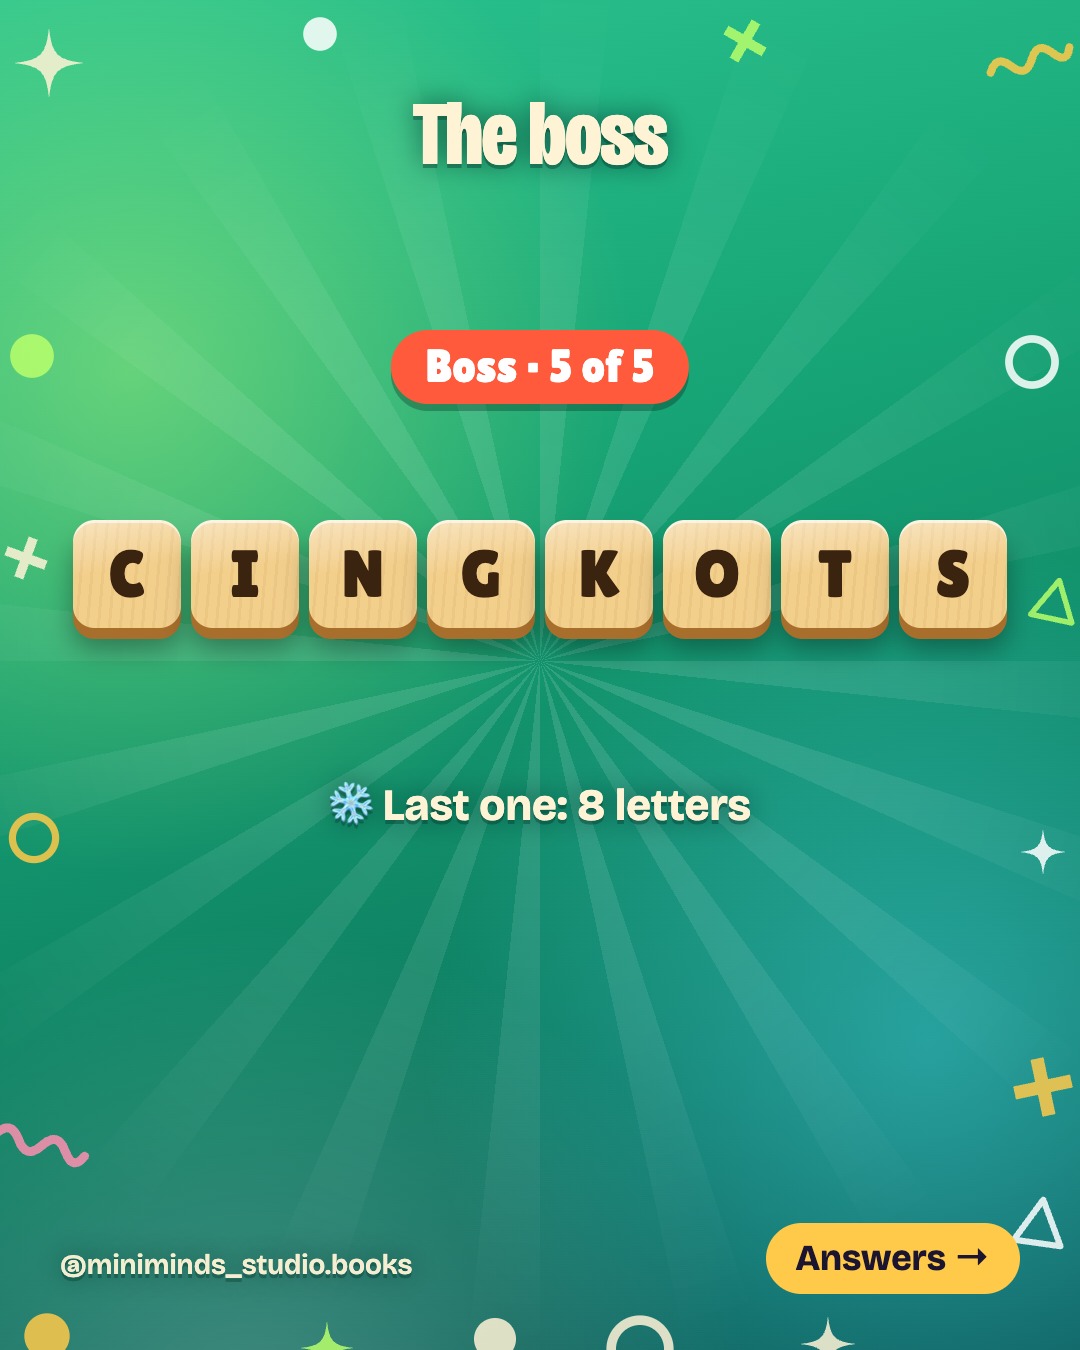 The boss
Boss · 5 of 5
C I N G K O T S
❄️ Last one: 8 letters
@miniminds_studio.books
Answers →